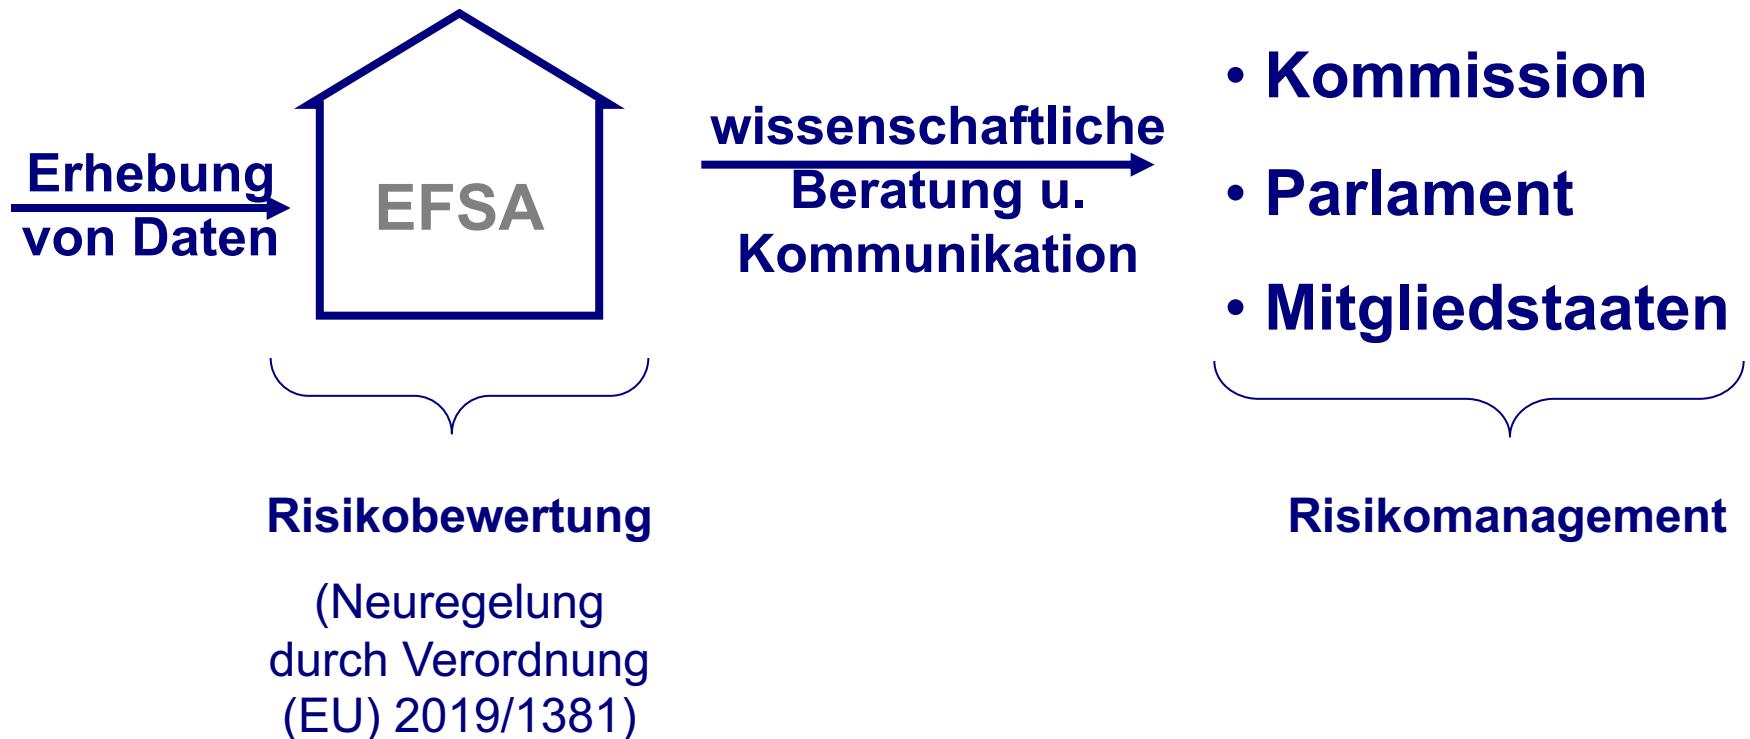 Erhebung
von Daten
EFSA
wissenschaftliche
Beratung u.
Kommunikation
• Kommission
• Parlament
• Mitgliedstaaten
Risikobewertung
(Neuregelung
durch Verordnung
(EU) 2019/1381)
Risikomanagement